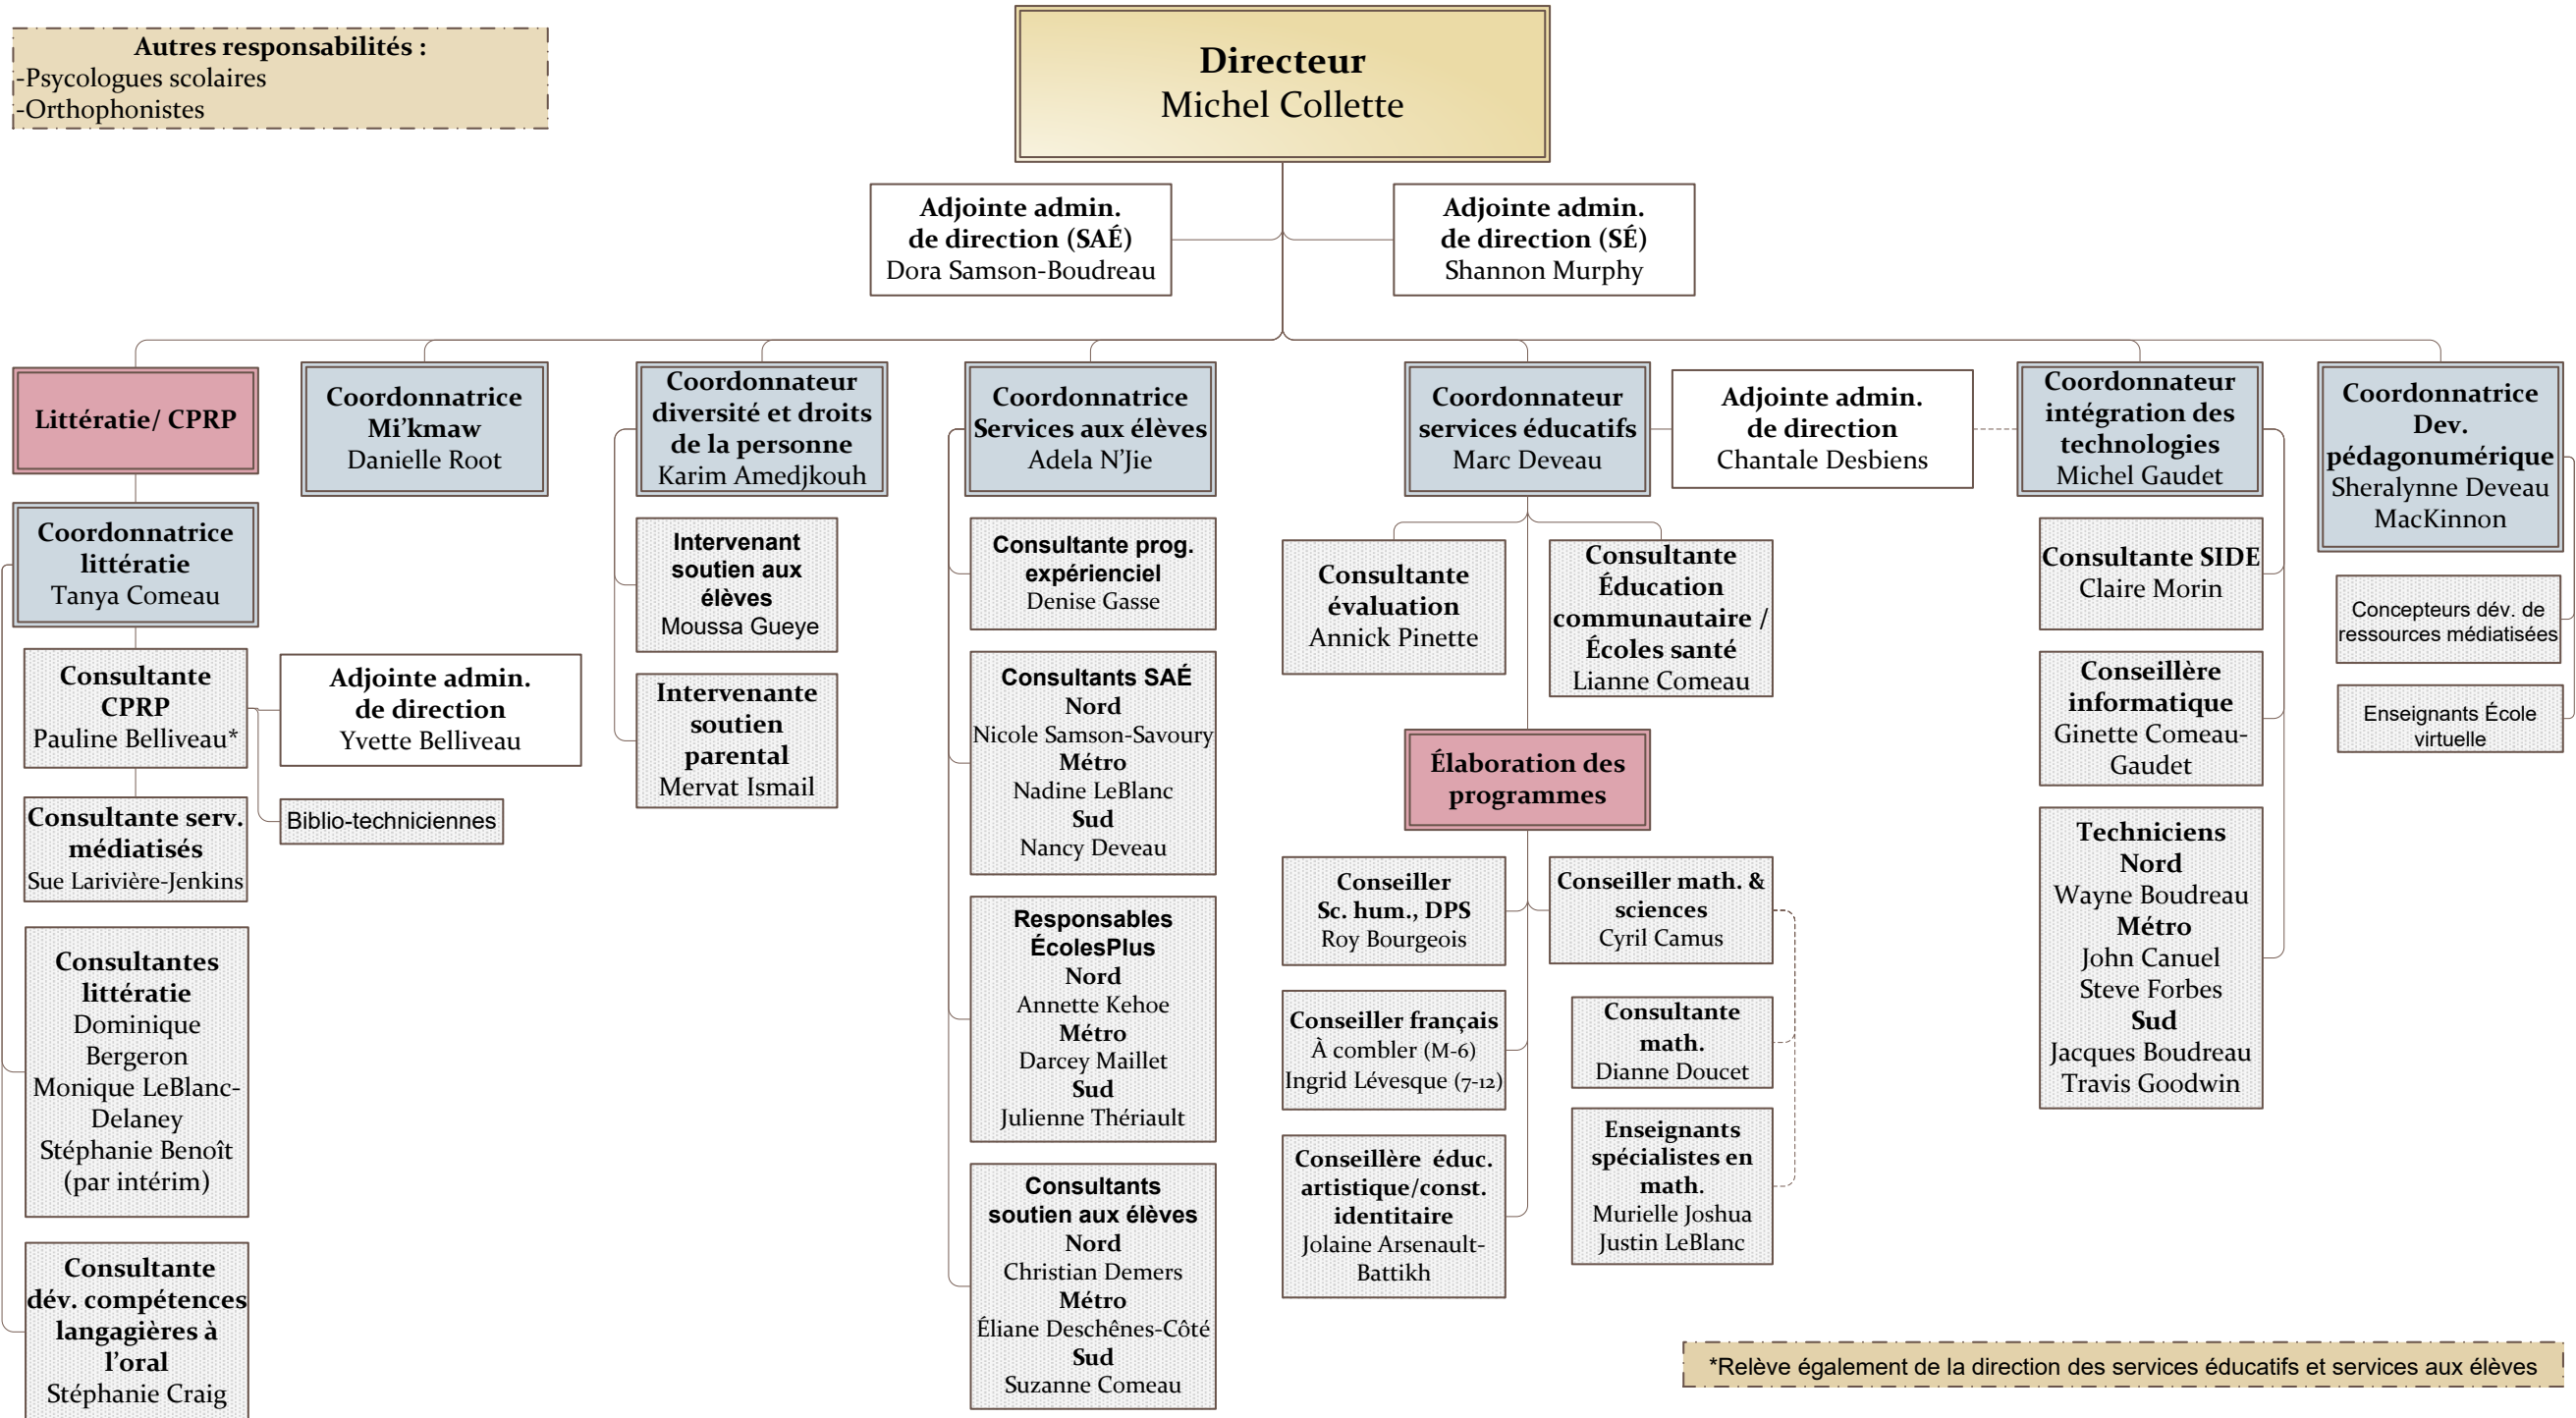 Autres responsabilités :
-Psycologues scolaires
-Orthophonistes
Directeur
Michel Collette
Adjointe admin.
de direction (SAÉ)
Dora Samson-Boudreau
Adjointe admin.
de direction (SÉ)
Shannon Murphy
Littératie/ CPRP
Coordonnatrice
littératie
Tanya Comeau
Consultante
CPRP
Pauline Belliveau*
Adjointe admin.
de direction
Yvette Belliveau
Biblio-techniciennes
Consultante serv.
médiatisés
Sue Larivière-Jenkins
Consultantes
littératie
Dominique
Bergeron
Monique LeBlanc-
Delaney
Stéphanie Benoît
(par intérim)
Consultante
dév. compétences
langagières à
l’oral
Stéphanie Craig
Coordonnatrice
Mi’kmaw
Danielle Root
Coordonnateur
diversité et droits
de la personne
Karim Amedjkouh
Intervenant
soutien aux
élèves
Moussa Gueye
Intervenante
soutien
parental
Mervat Ismail
Coordonnatrice
Services aux élèves
Adela N’Jie
Consultante prog.
expérienciel
Denise Gasse
Consultants SAÉ
Nord
Nicole Samson-Savoury
Métro
Nadine LeBlanc
Sud
Nancy Deveau
Responsables
ÉcolesPlus
Nord
Annette Kehoe
Métro
Darcey Maillet
Sud
Julienne Thériault
Consultants
soutien aux élèves
Nord
Christian Demers
Métro
Éliane Deschênes-Côté
Sud
Suzanne Comeau
Coordonnateur
services éducatifs
Marc Deveau
Adjointe admin.
de direction
Chantale Desbiens
Consultante
évaluation
Annick Pinette
Consultante
Éducation
communautaire /
Écoles santé
Lianne Comeau
Élaboration des
programmes
Conseiller
Sc. hum., DPS
Roy Bourgeois
Conseiller math. &
sciences
Cyril Camus
Conseiller français
À combler (M-6)
Ingrid Lévesque (7-12)
Consultante
math.
Dianne Doucet
Conseillère  éduc.
artistique/const.
identitaire
Jolaine Arsenault-
Battikh
Enseignants
spécialistes en
math.
Murielle Joshua
Justin LeBlanc
Coordonnateur
intégration des
technologies
Michel Gaudet
Consultante SIDE
Claire Morin
Conseillère
informatique
Ginette Comeau-
Gaudet
Techniciens
Nord
Wayne Boudreau
Métro
John Canuel
Steve Forbes
Sud
Jacques Boudreau
Travis Goodwin
Coordonnatrice
Dev.
pédagonumérique
Sheralynne Deveau
MacKinnon
Concepteurs dév. de
ressources médiatisées
Enseignants École
virtuelle
*Relève également de la direction des services éducatifs et services aux élèves